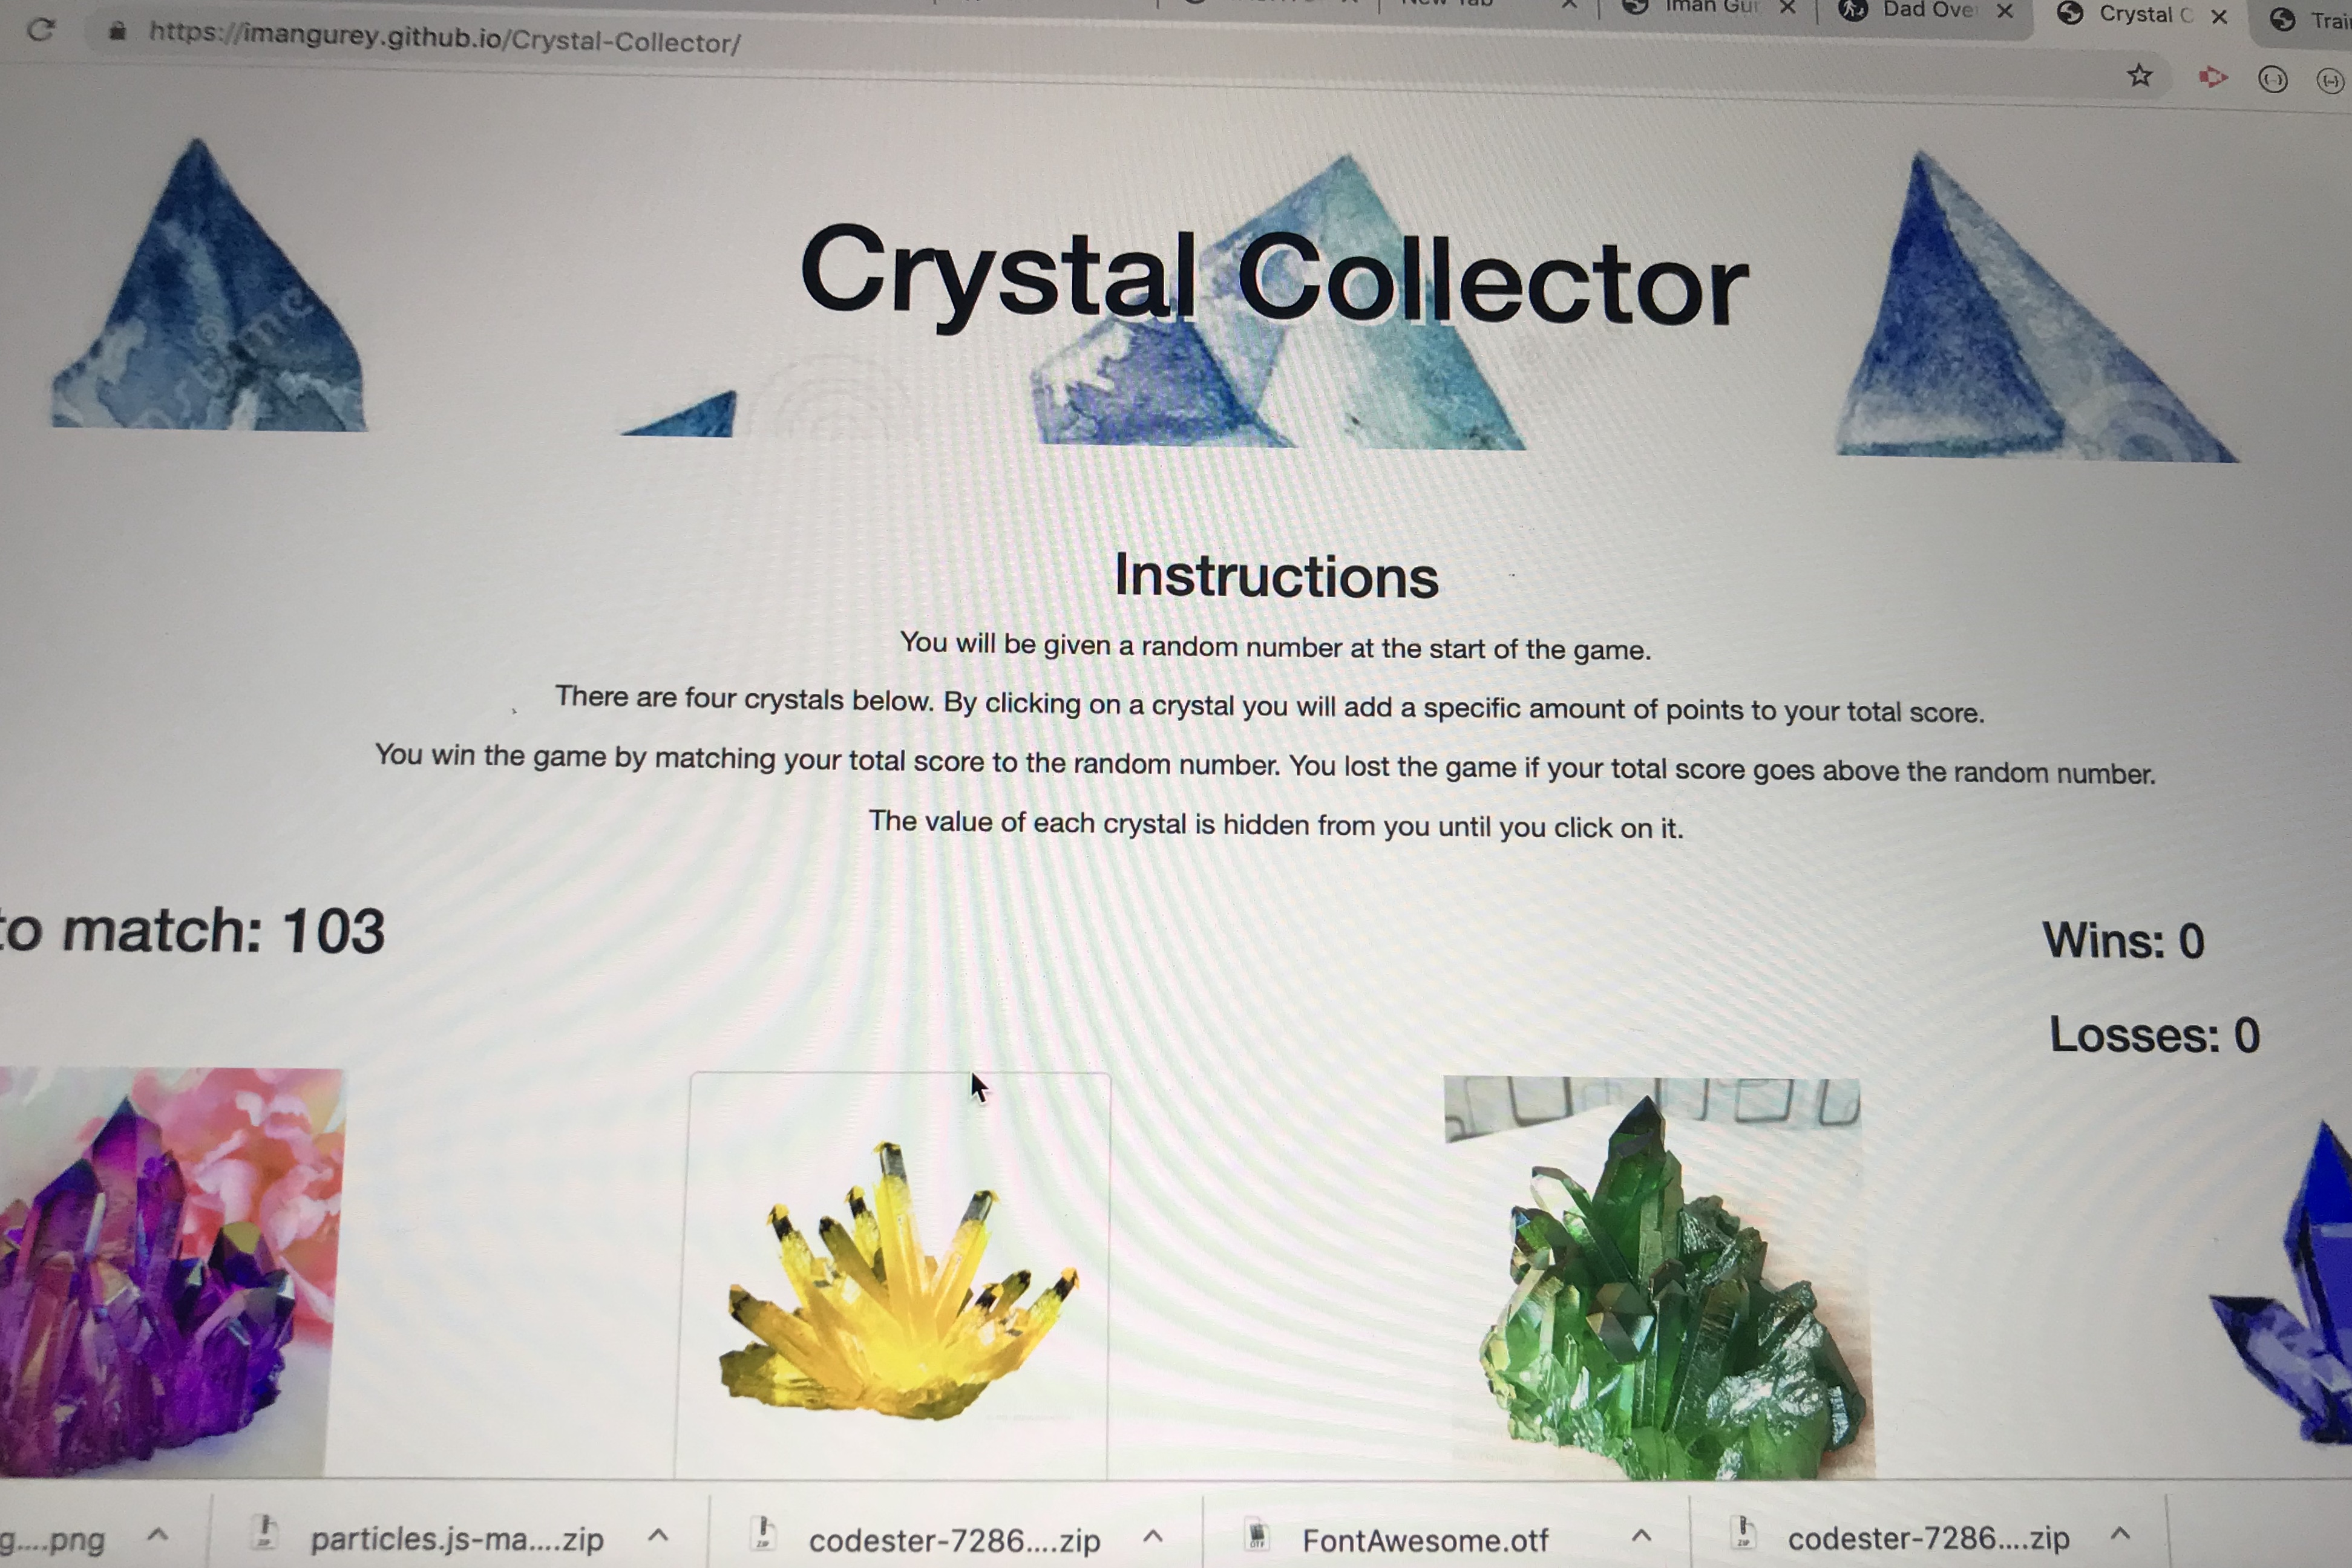 Iman Gur
Dad Ove
Crystal C
https://imangurey.github.io/Crystal-Collector/
Crystal Collector
Instructions
You will be given a random number at the start of the game.
There are four crystals below. By clicking on a crystal you will add a specific amount of points to your total score.
You win the game by matching your total score to the random number. You lost the game if your total score goes above the random number.
The value of each crystal is hidden from you until you click on it.
to match: 103
Wins: 0
Losses: 0
g....png
particles.js-ma....zip
codester-7286....zip
FontAwesome.otf
codester-7286....zip